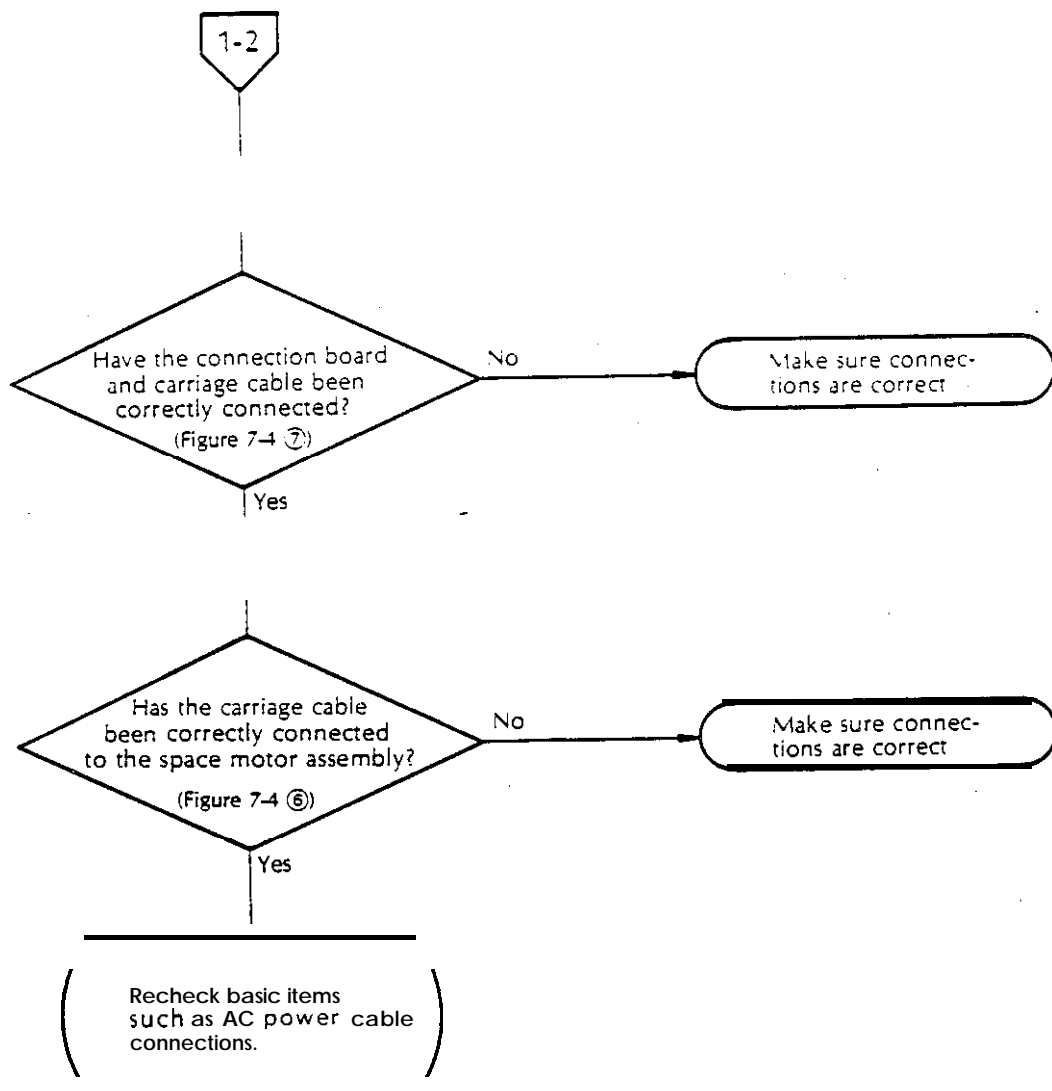 1-2
Have the connection board
and carriage cable been
correctly connected?
(Figure 7-4 ⑦)
No
Make sure connec-
tions are correct
Yes
Has the carriage cable
been correctly connected
to the space motor assembly?
(Figure 7-4 ⑥)
No
Make sure connec-
tions are correct
Yes
Recheck basic items
such as AC power cable
connections.